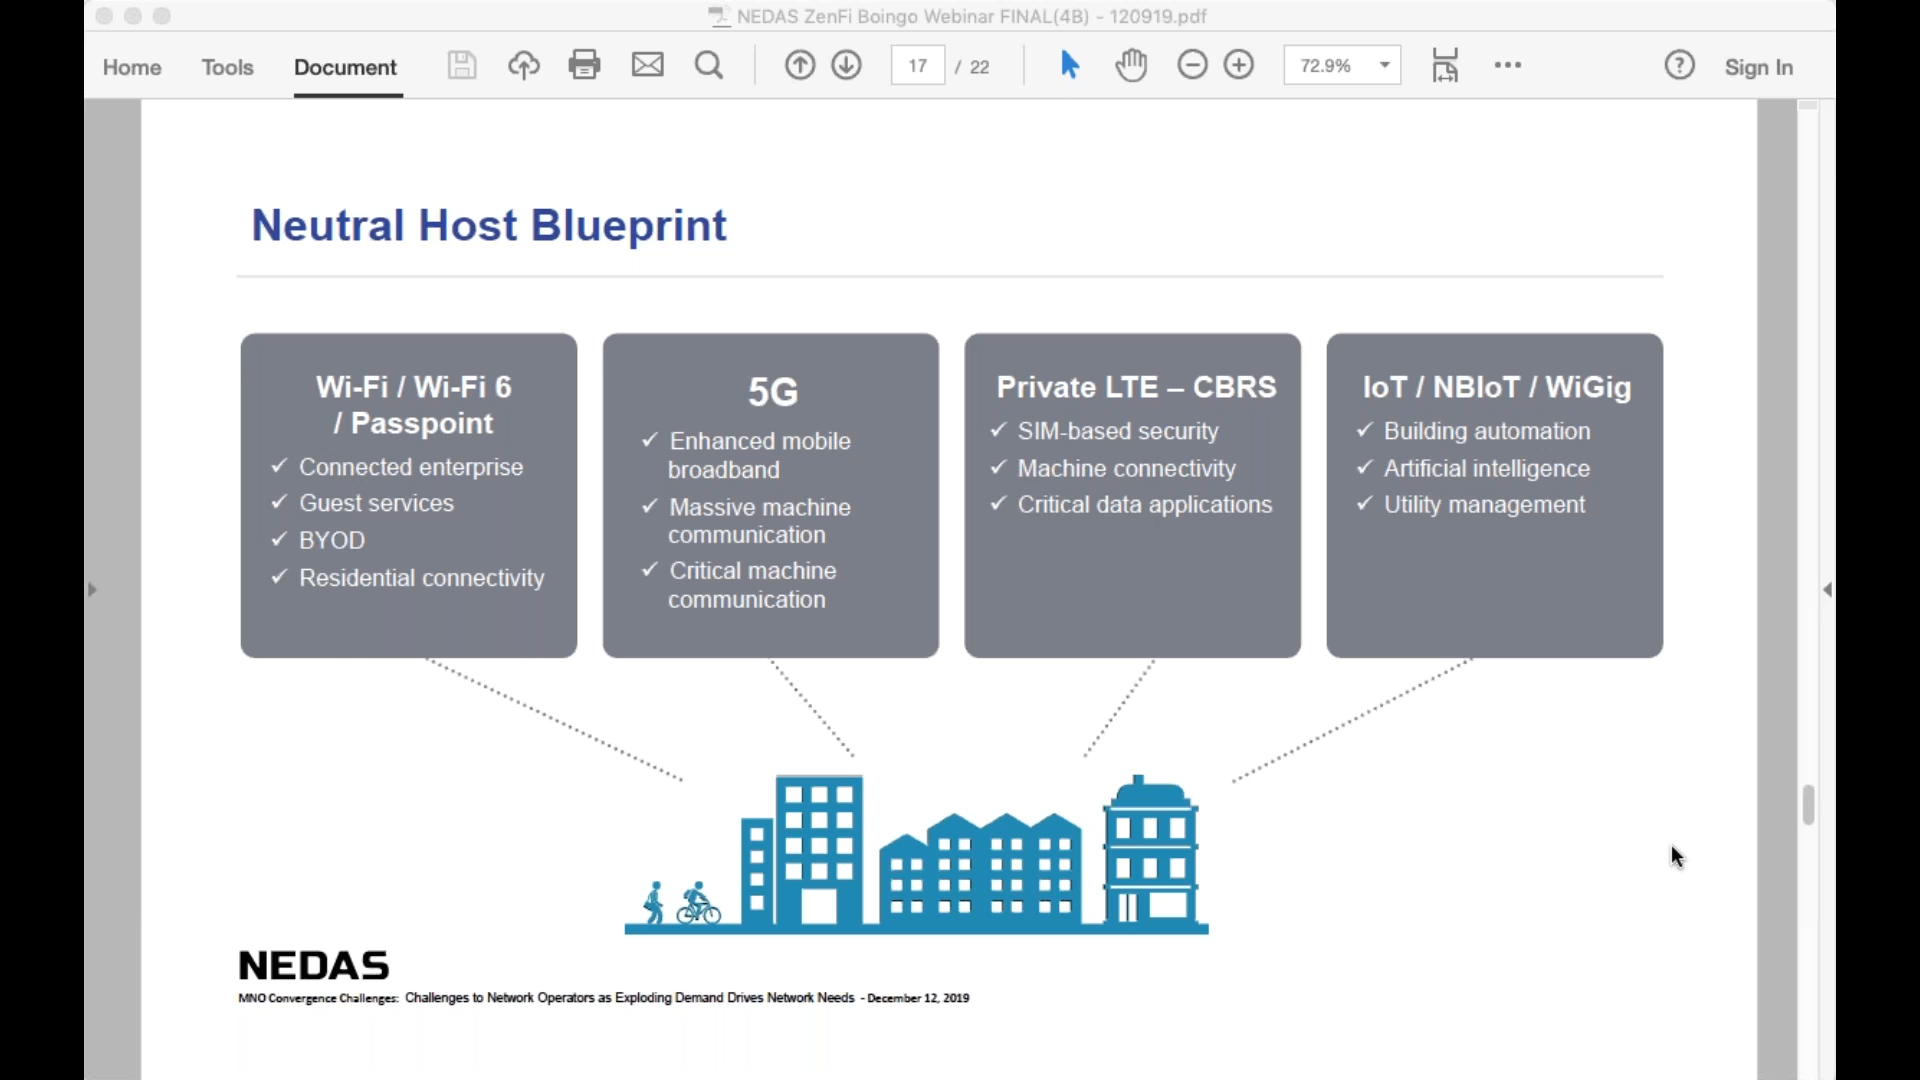 NEDAS ZenFi Boingo Webinar FINAL(4B) - 120919.pdf
Home Tools Document 17 / 22 72.9% Sign In
Neutral Host Blueprint
Wi-Fi / Wi-Fi 6
/ Passpoint
✓ Connected enterprise
✓ Guest services
✓ BYOD
✓ Residential connectivity
5G
✓ Enhanced mobile
broadband
✓ Massive machine
communication
✓ Critical machine
communication
Private LTE – CBRS
✓ SIM-based security
✓ Machine connectivity
✓ Critical data applications
IoT / NBIoT / WiGig
✓ Building automation
✓ Artificial intelligence
✓ Utility management
NEDAS
MNO Convergence Challenges: Challenges to Network Operators as Exploding Demand Drives Network Needs - December 12, 2019